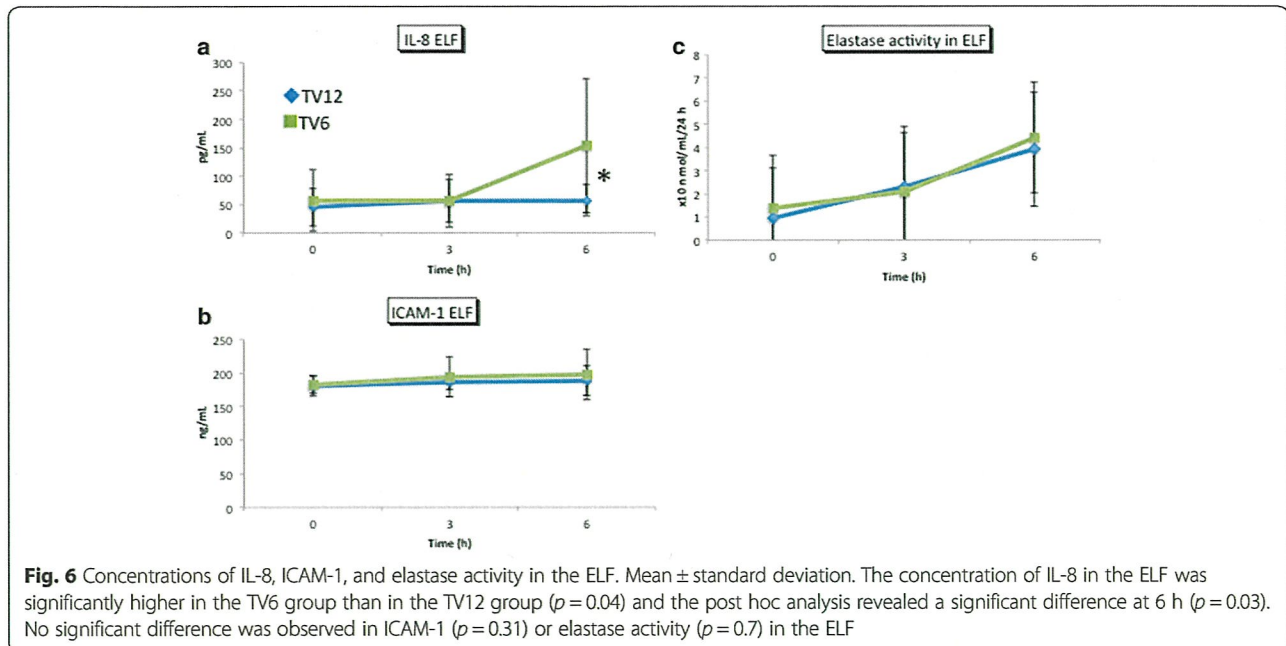 a
IL-8 ELF
300
250
200
150
100
50
0
pg/mL
TV12
TV6
*
0 3 6
Time (h)
c
Elastase activity in ELF
8
7
6
5
4
3
2
1
0
x10 nmol/mL/24 h
0 3 6
Time (h)
b
ICAM-1 ELF
250
200
150
100
50
0
ng/mL
0 3 6
Time (h)
Fig. 6 Concentrations of IL-8, ICAM-1, and elastase activity in the ELF. Mean ± standard deviation. The concentration of IL-8 in the ELF was
significantly higher in the TV6 group than in the TV12 group (p = 0.04) and the post hoc analysis revealed a significant difference at 6 h (p = 0.03).
No significant difference was observed in ICAM-1 (p = 0.31) or elastase activity (p = 0.7) in the ELF